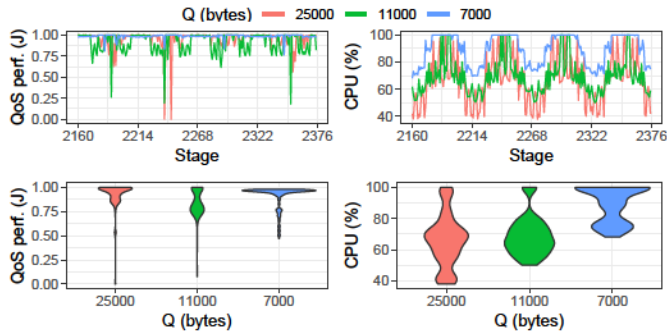 Q (bytes) 25000 11000 7000
QoS perf. (J)
1.00
0.75
0.50
0.25
0.00
2160 2214 2268 2322 2376
Stage
CPU (%)
100
80
60
40
2160 2214 2268 2322 2376
Stage
QoS perf. (J)
1.00
0.75
0.50
0.25
0.00
25000 11000 7000
Q (bytes)
CPU (%)
100
80
60
40
25000 11000 7000
Q (bytes)